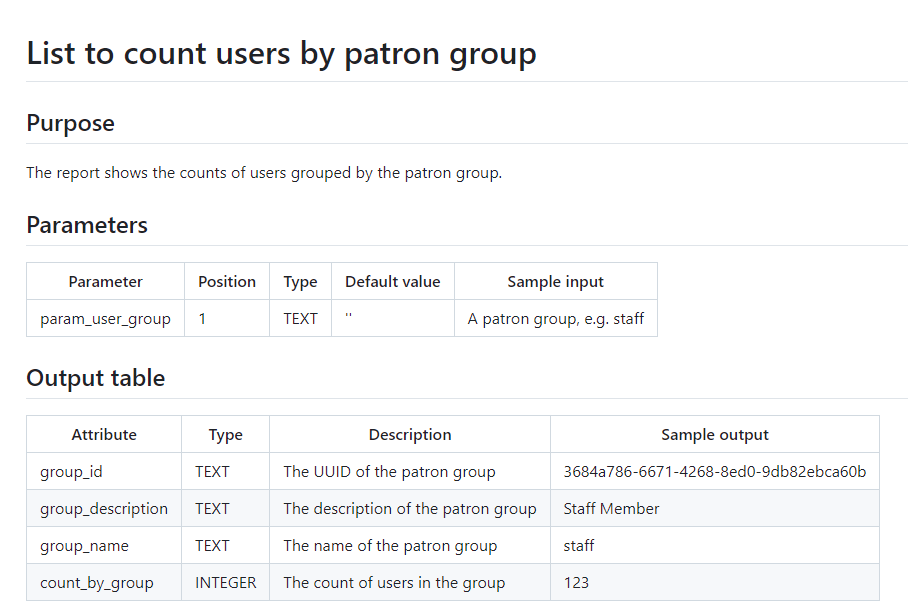 List to count users by patron group
Purpose
The report shows the counts of users grouped by the patron group.
Parameters
Parameter Position Type Default value Sample input
param_user_group 1 TEXT '' A patron group, e.g. staff
Output table
Attribute Type Description Sample output
group_id TEXT The UUID of the patron group 3684a786-6671-4268-8ed0-9db82ebca60b
group_description TEXT The description of the patron group Staff Member
group_name TEXT The name of the patron group staff
count_by_group INTEGER The count of users in the group 123